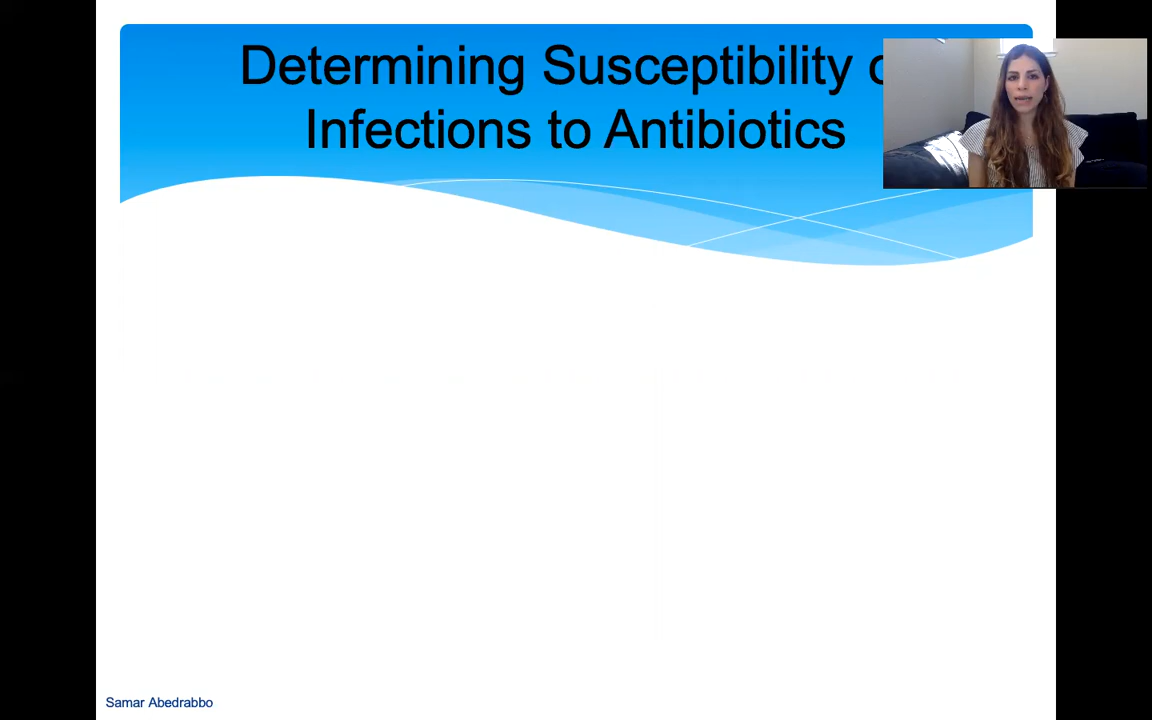 Determining Susceptibility
Infections to Antibiotics
Samar Abedrabbo